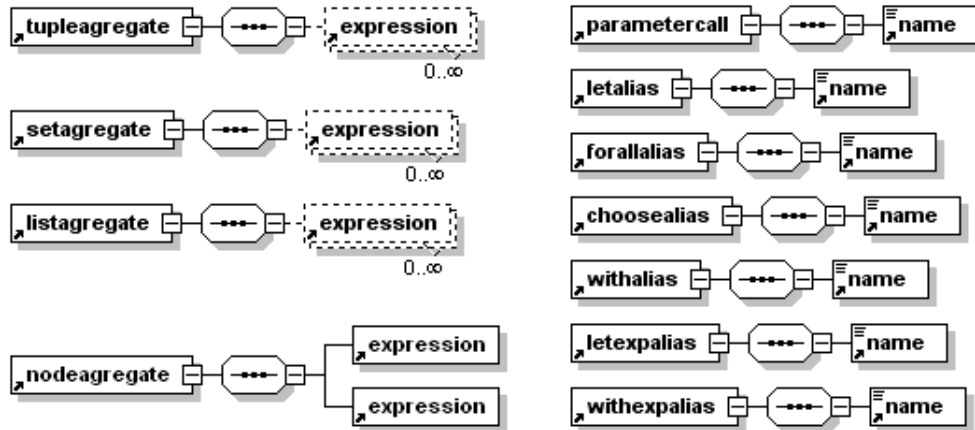 tupleagregate expression
0..∞
setagregate expression
0..∞
listagregate expression
0..∞
nodeagregate expression
expression
parametercall name
letalias name
forallalias name
choosealias name
withalias name
letexpalias name
withexpalias name